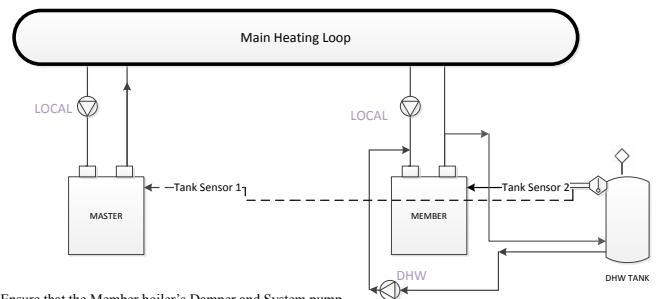 Main Heating Loop
LOCAL
LOCAL
Tank Sensor 1
Tank Sensor 2
MASTER
MEMBER
DHW TANK
DHW
Ensure that the Member boiler's Damper and System pump